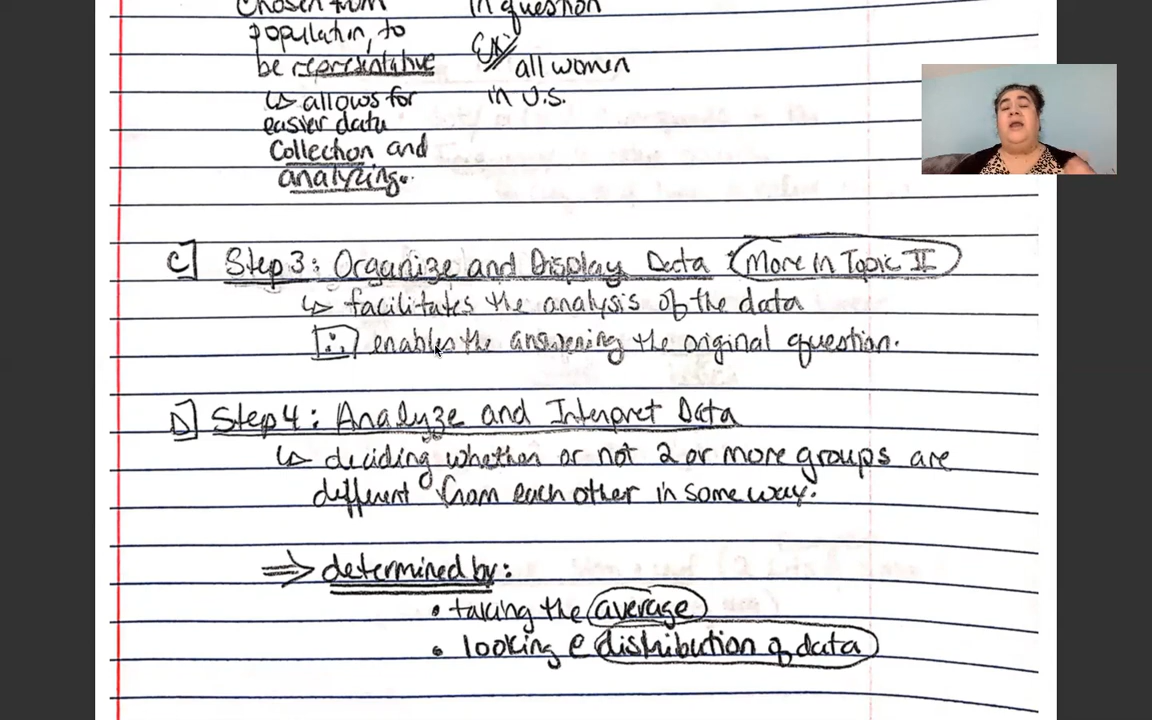 Chosen from
population, to
be representative
↳ allows for
easier data
Collection and
analyzing.
in question
Ex:
all women
in U.S.
C] Step 3: Organize and Display Data : More in Topic II
↳ facilitates the analysis of the data
∴ enables the answering the original question.
D] Step 4: Analyze and Interpret Data
↳ deciding whether or not 2 or more groups are
different from each other in some way.
⇒ determined by:
• taking the average
• looking @ distribution of data